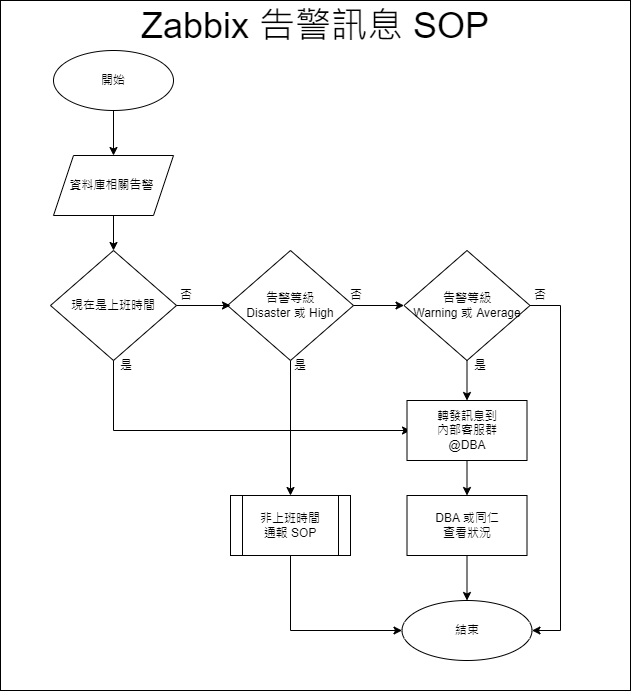 Zabbix 告警訊息 SOP
開始
資料庫相關告警
現在是上班時間
否
告警等級
Disaster 或 High
否
告警等級
Warning 或 Average
否
是
是
是
轉發訊息到
內部客服群
@DBA
非上班時間
通報 SOP
DBA 或同仁
查看狀況
結束